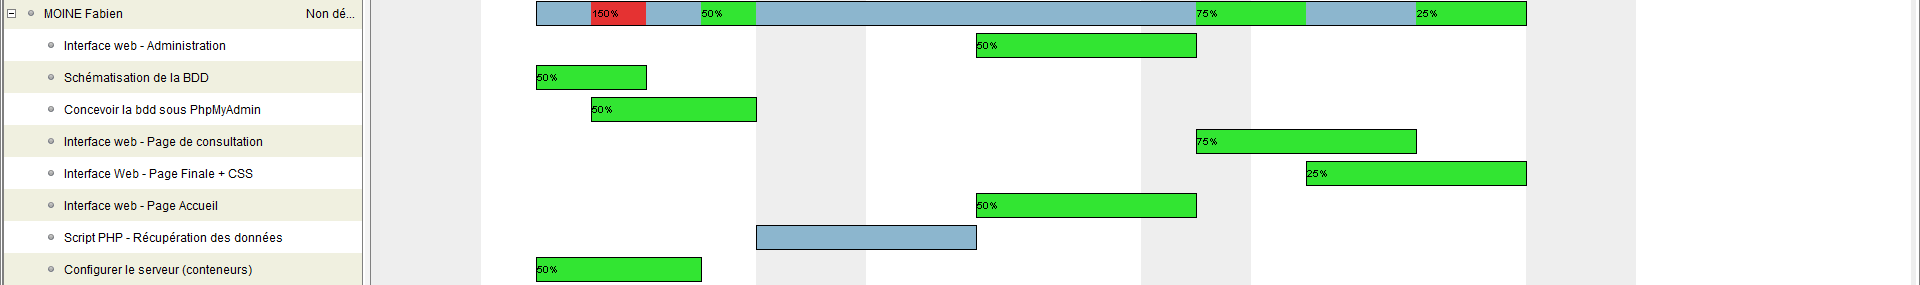 MOINE Fabien Non dé... 150% 50% 75% 25%
Interface web - Administration 50%
Schématisation de la BDD 50%
Concevoir la bdd sous PhpMyAdmin 50%
Interface web - Page de consultation 75%
Interface Web - Page Finale + CSS 25%
Interface web - Page Accueil 50%
Script PHP - Récupération des données
Configurer le serveur (conteneurs) 50%